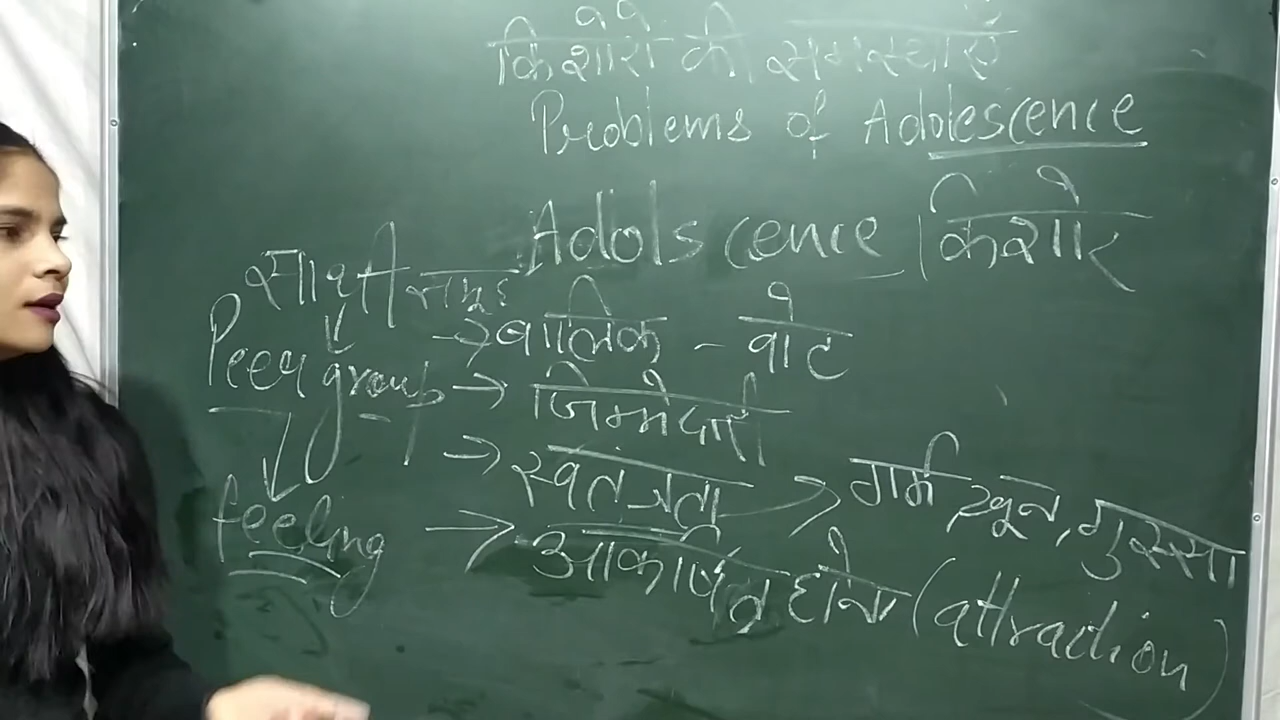 किशोरों की समस्याएँ
Problems of Adolescence
Adolscence | किशोर
साथी समूह → बालिक - वोट
Peer group → जिम्मेदारी
→ स्वतंत्रता → गर्म खून, गुस्सा
feeling → आकर्षित होना (attraction)